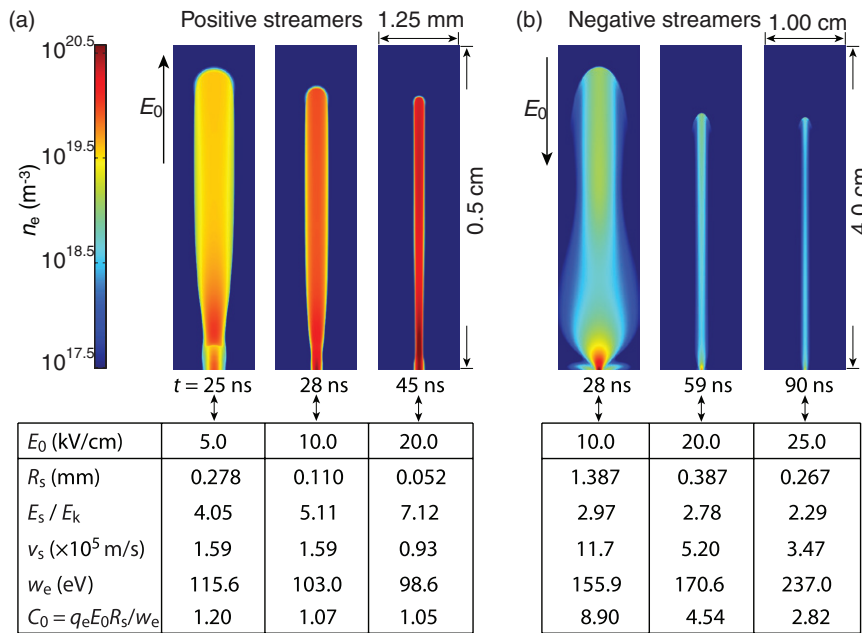 (a) Positive streamers 1.25 mm
(b) Negative streamers 1.00 cm
10^20.5
10^19.5
10^18.5
10^17.5
n_e (m^-3)
E_0
0.5 cm
E_0
4.0 cm
t = 25 ns 28 ns 45 ns
28 ns 59 ns 90 ns
E_0 (kV/cm) 5.0 10.0 20.0 10.0 20.0 25.0
R_s (mm) 0.278 0.110 0.052 1.387 0.387 0.267
E_s / E_k 4.05 5.11 7.12 2.97 2.78 2.29
v_s (×10^5 m/s) 1.59 1.59 0.93 11.7 5.20 3.47
w_e (eV) 115.6 103.0 98.6 155.9 170.6 237.0
C_0 = q_e E_0 R_s/w_e 1.20 1.07 1.05 8.90 4.54 2.82